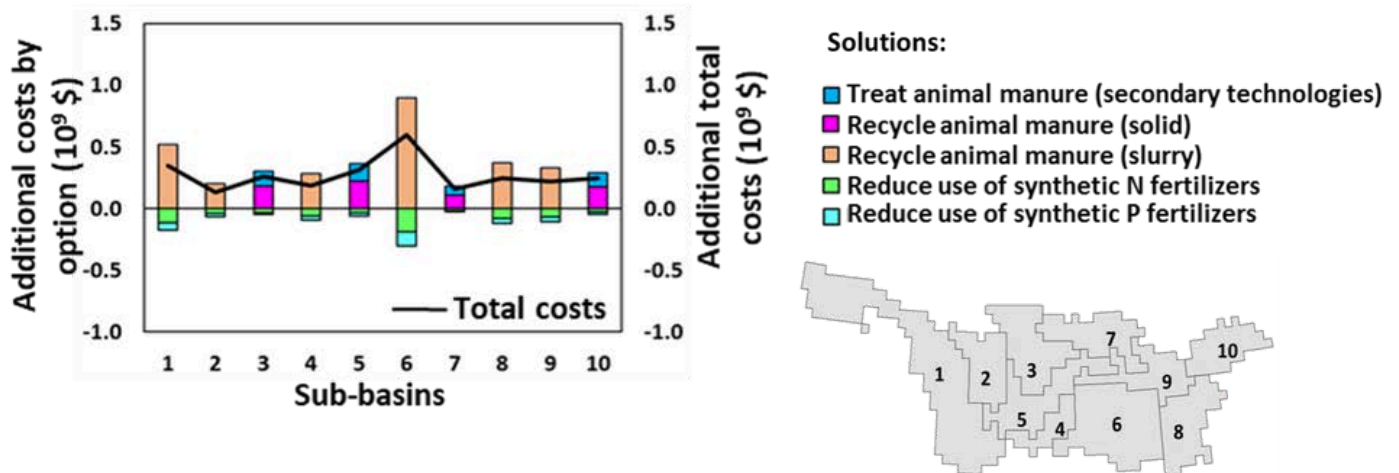 Additional costs by
option (10⁹ $)
1.5
1.0
0.5
0.0
-0.5
-1.0
Total costs
1 2 3 4 5 6 7 8 9 10
Sub-basins
1.5
1.0
0.5
0.0
-0.5
-1.0
Additional total
costs (10⁹ $)
Solutions:
Treat animal manure (secondary technologies)
Recycle animal manure (solid)
Recycle animal manure (slurry)
Reduce use of synthetic N fertilizers
Reduce use of synthetic P fertilizers
1
2
3
4
5
6
7
8
9
10